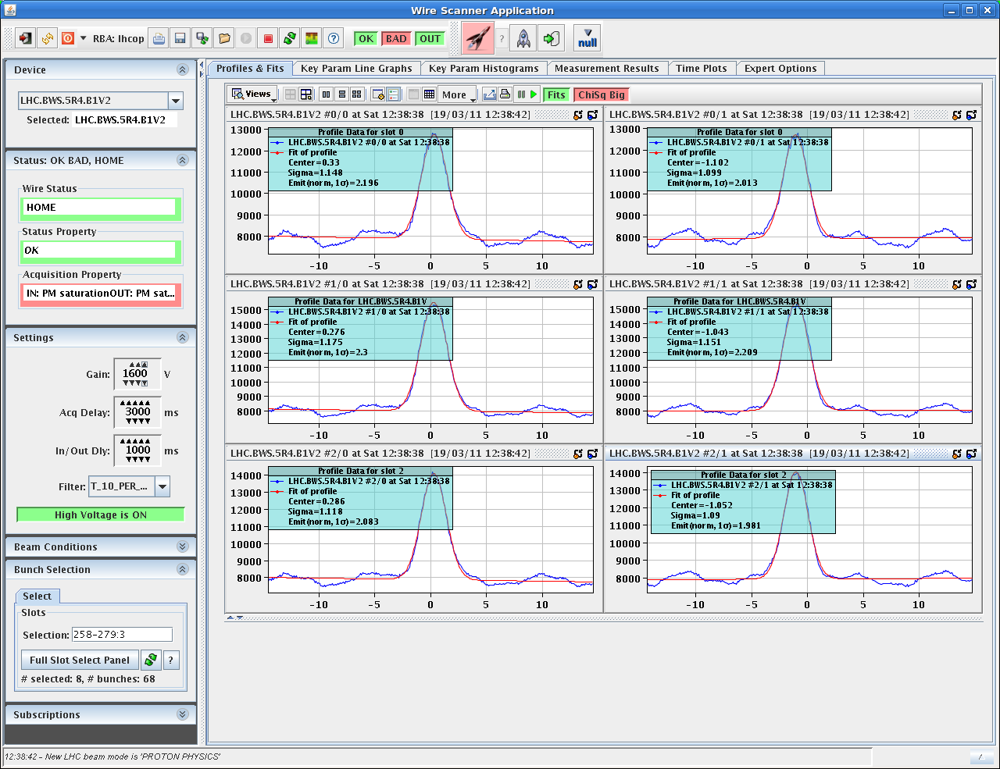 Wire Scanner Application
RBA: lhcop
OK BAD OUT
?
null
Device
LHC.BWS.5R4.B1V2
Selected: LHC.BWS.5R4.B1V2
Status: OK BAD, HOME
Wire Status
HOME
Status Property
OK
Acquisition Property
IN: PM saturationOUT: PM sat...
Settings
Gain: 1600 V
Acq Delay: 3000 ms
In/Out Dly: 1000 ms
Filter: T_10_PER_...
High Voltage is ON
Beam Conditions
Bunch Selection
Select
Slots
Selection: 258-279:3
Full Slot Select Panel ?
# selected: 8, # bunches: 68
Subscriptions
Profiles & Fits Key Param Line Graphs Key Param Histograms Measurement Results Time Plots Expert Options
Views More Fits ChiSq Big
LHC.BWS.5R4.B1V2 #0/0 at Sat 12:38:38 [19/03/11 12:38:42]
Profile Data for slot 0
LHC.BWS.5R4.B1V2 #0/0 at Sat 12:38:38
Fit of profile
Center=0.33
Sigma=1.148
Emit(norm, 1σ)=2.196
13000
12000
11000
10000
9000
8000
-10 -5 0 5 10
LHC.BWS.5R4.B1V2 #0/1 at Sat 12:38:38 [19/03/11 12:38:42]
Profile Data for slot 0
LHC.BWS.5R4.B1V2 #0/1 at Sat 12:38:38
Fit of profile
Center=-1.102
Sigma=1.099
Emit(norm, 1σ)=2.013
13000
12000
11000
10000
9000
8000
-10 -5 0 5 10
LHC.BWS.5R4.B1V2 #1/0 at Sat 12:38:38 [19/03/11 12:38:42]
Profile Data for LHC.BWS.5R4.B1V
LHC.BWS.5R4.B1V2 #1/0 at Sat 12:38:38
Fit of profile
Center=0.276
Sigma=1.175
Emit(norm, 1σ)=2.3
15000
14000
13000
12000
11000
10000
9000
8000
-10 -5 0 5 10
LHC.BWS.5R4.B1V2 #1/1 at Sat 12:38:38 [19/03/11 12:38:42]
Profile Data for LHC.BWS.5R4.B1V
LHC.BWS.5R4.B1V2 #1/1 at Sat 12:38:38
Fit of profile
Center=-1.043
Sigma=1.151
Emit(norm, 1σ)=2.209
15000
14000
13000
12000
11000
10000
9000
8000
-10 -5 0 5 10
LHC.BWS.5R4.B1V2 #2/0 at Sat 12:38:38 [19/03/11 12:38:42]
Profile Data for slot 2
LHC.BWS.5R4.B1V2 #2/0 at Sat 12:38:38
Fit of profile
Center=0.286
Sigma=1.118
Emit(norm, 1σ)=2.083
14000
13000
12000
11000
10000
9000
8000
-10 -5 0 5 10
LHC.BWS.5R4.B1V2 #2/1 at Sat 12:38:38 [19/03/11 12:38:42]
Profile Data for slot 2
LHC.BWS.5R4.B1V2 #2/1 at Sat 12:38:38
Fit of profile
Center=-1.052
Sigma=1.09
Emit(norm, 1σ)=1.981
14000
13000
12000
11000
10000
9000
8000
-10 -5 0 5 10
12:38:42 - New LHC beam mode is 'PROTON PHYSICS'